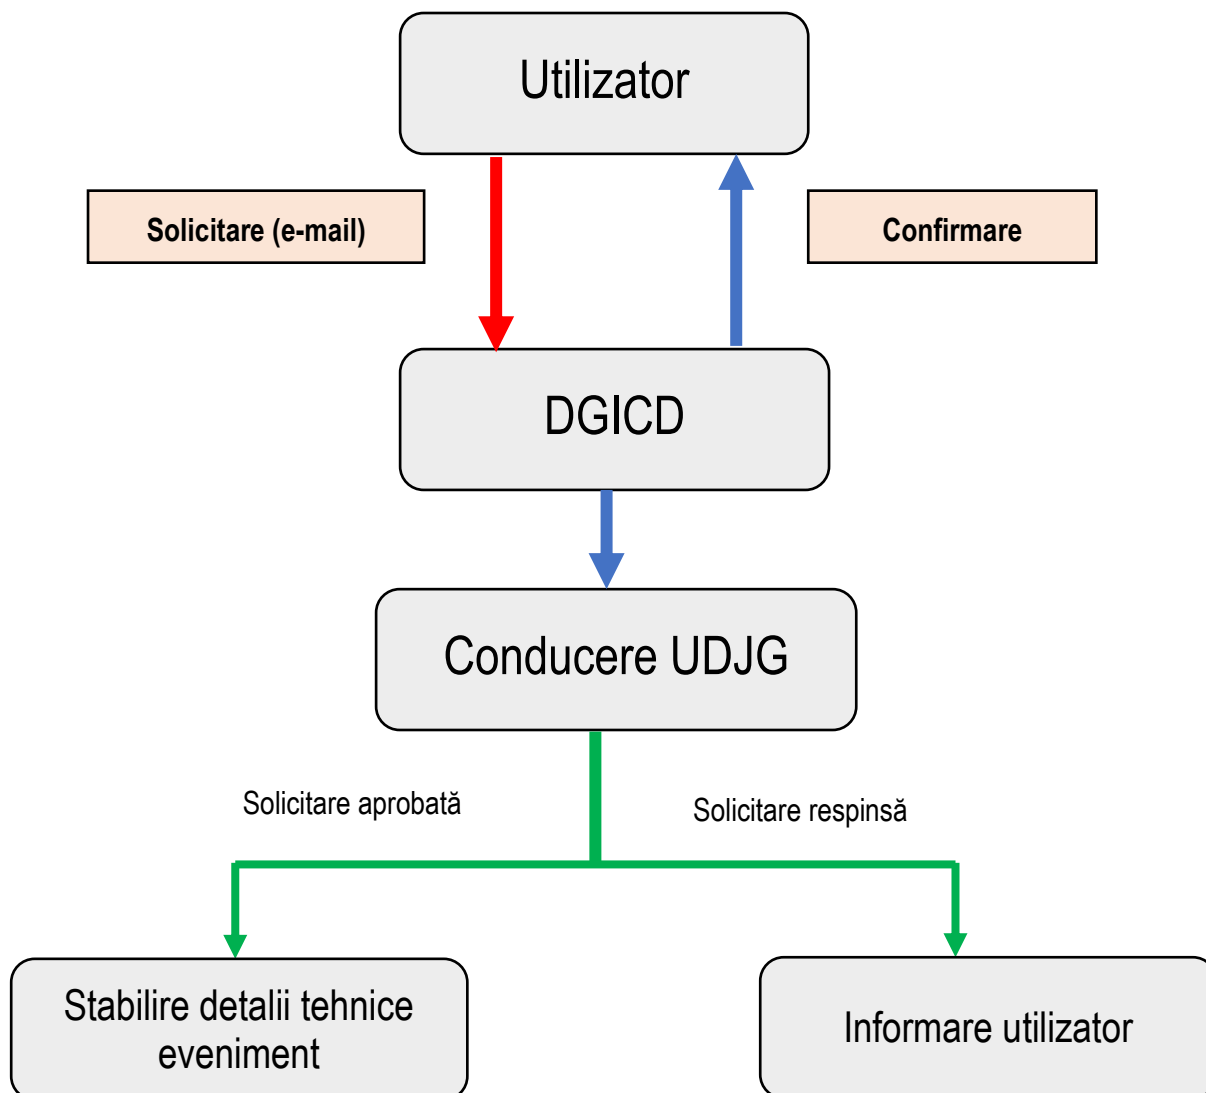 Utilizator
Solicitare (e-mail)
Confirmare
DGICD
Conducere UDJG
Solicitare aprobată
Solicitare respinsă
Stabilire detalii tehnice
eveniment
Informare utilizator